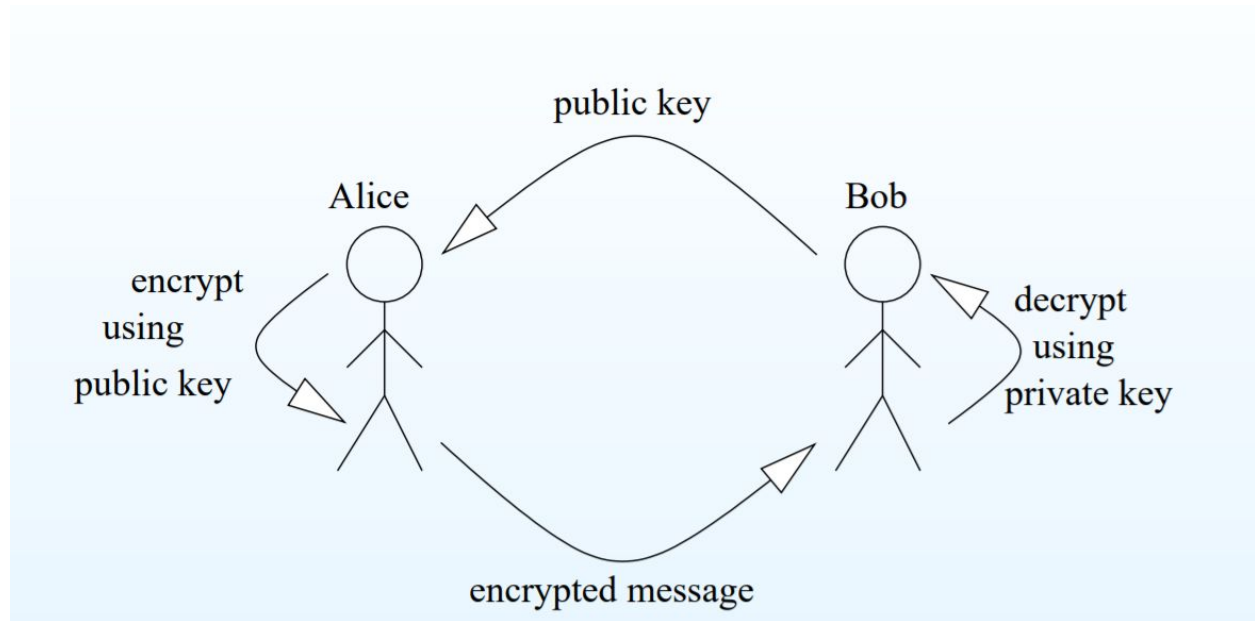 public key
Alice
Bob
encrypt
using
public key
decrypt
using
private key
encrypted message